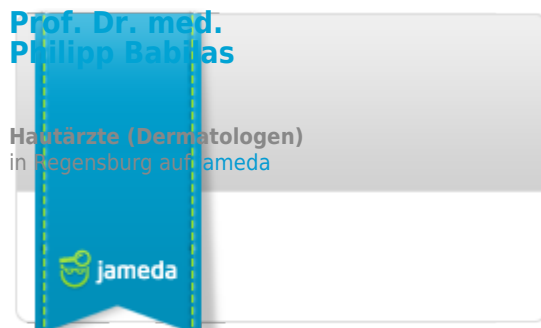 Prof. Dr. med.
Philipp Babilas
Hautärzte (Dermatologen)
in Regensburg auf jameda
jameda